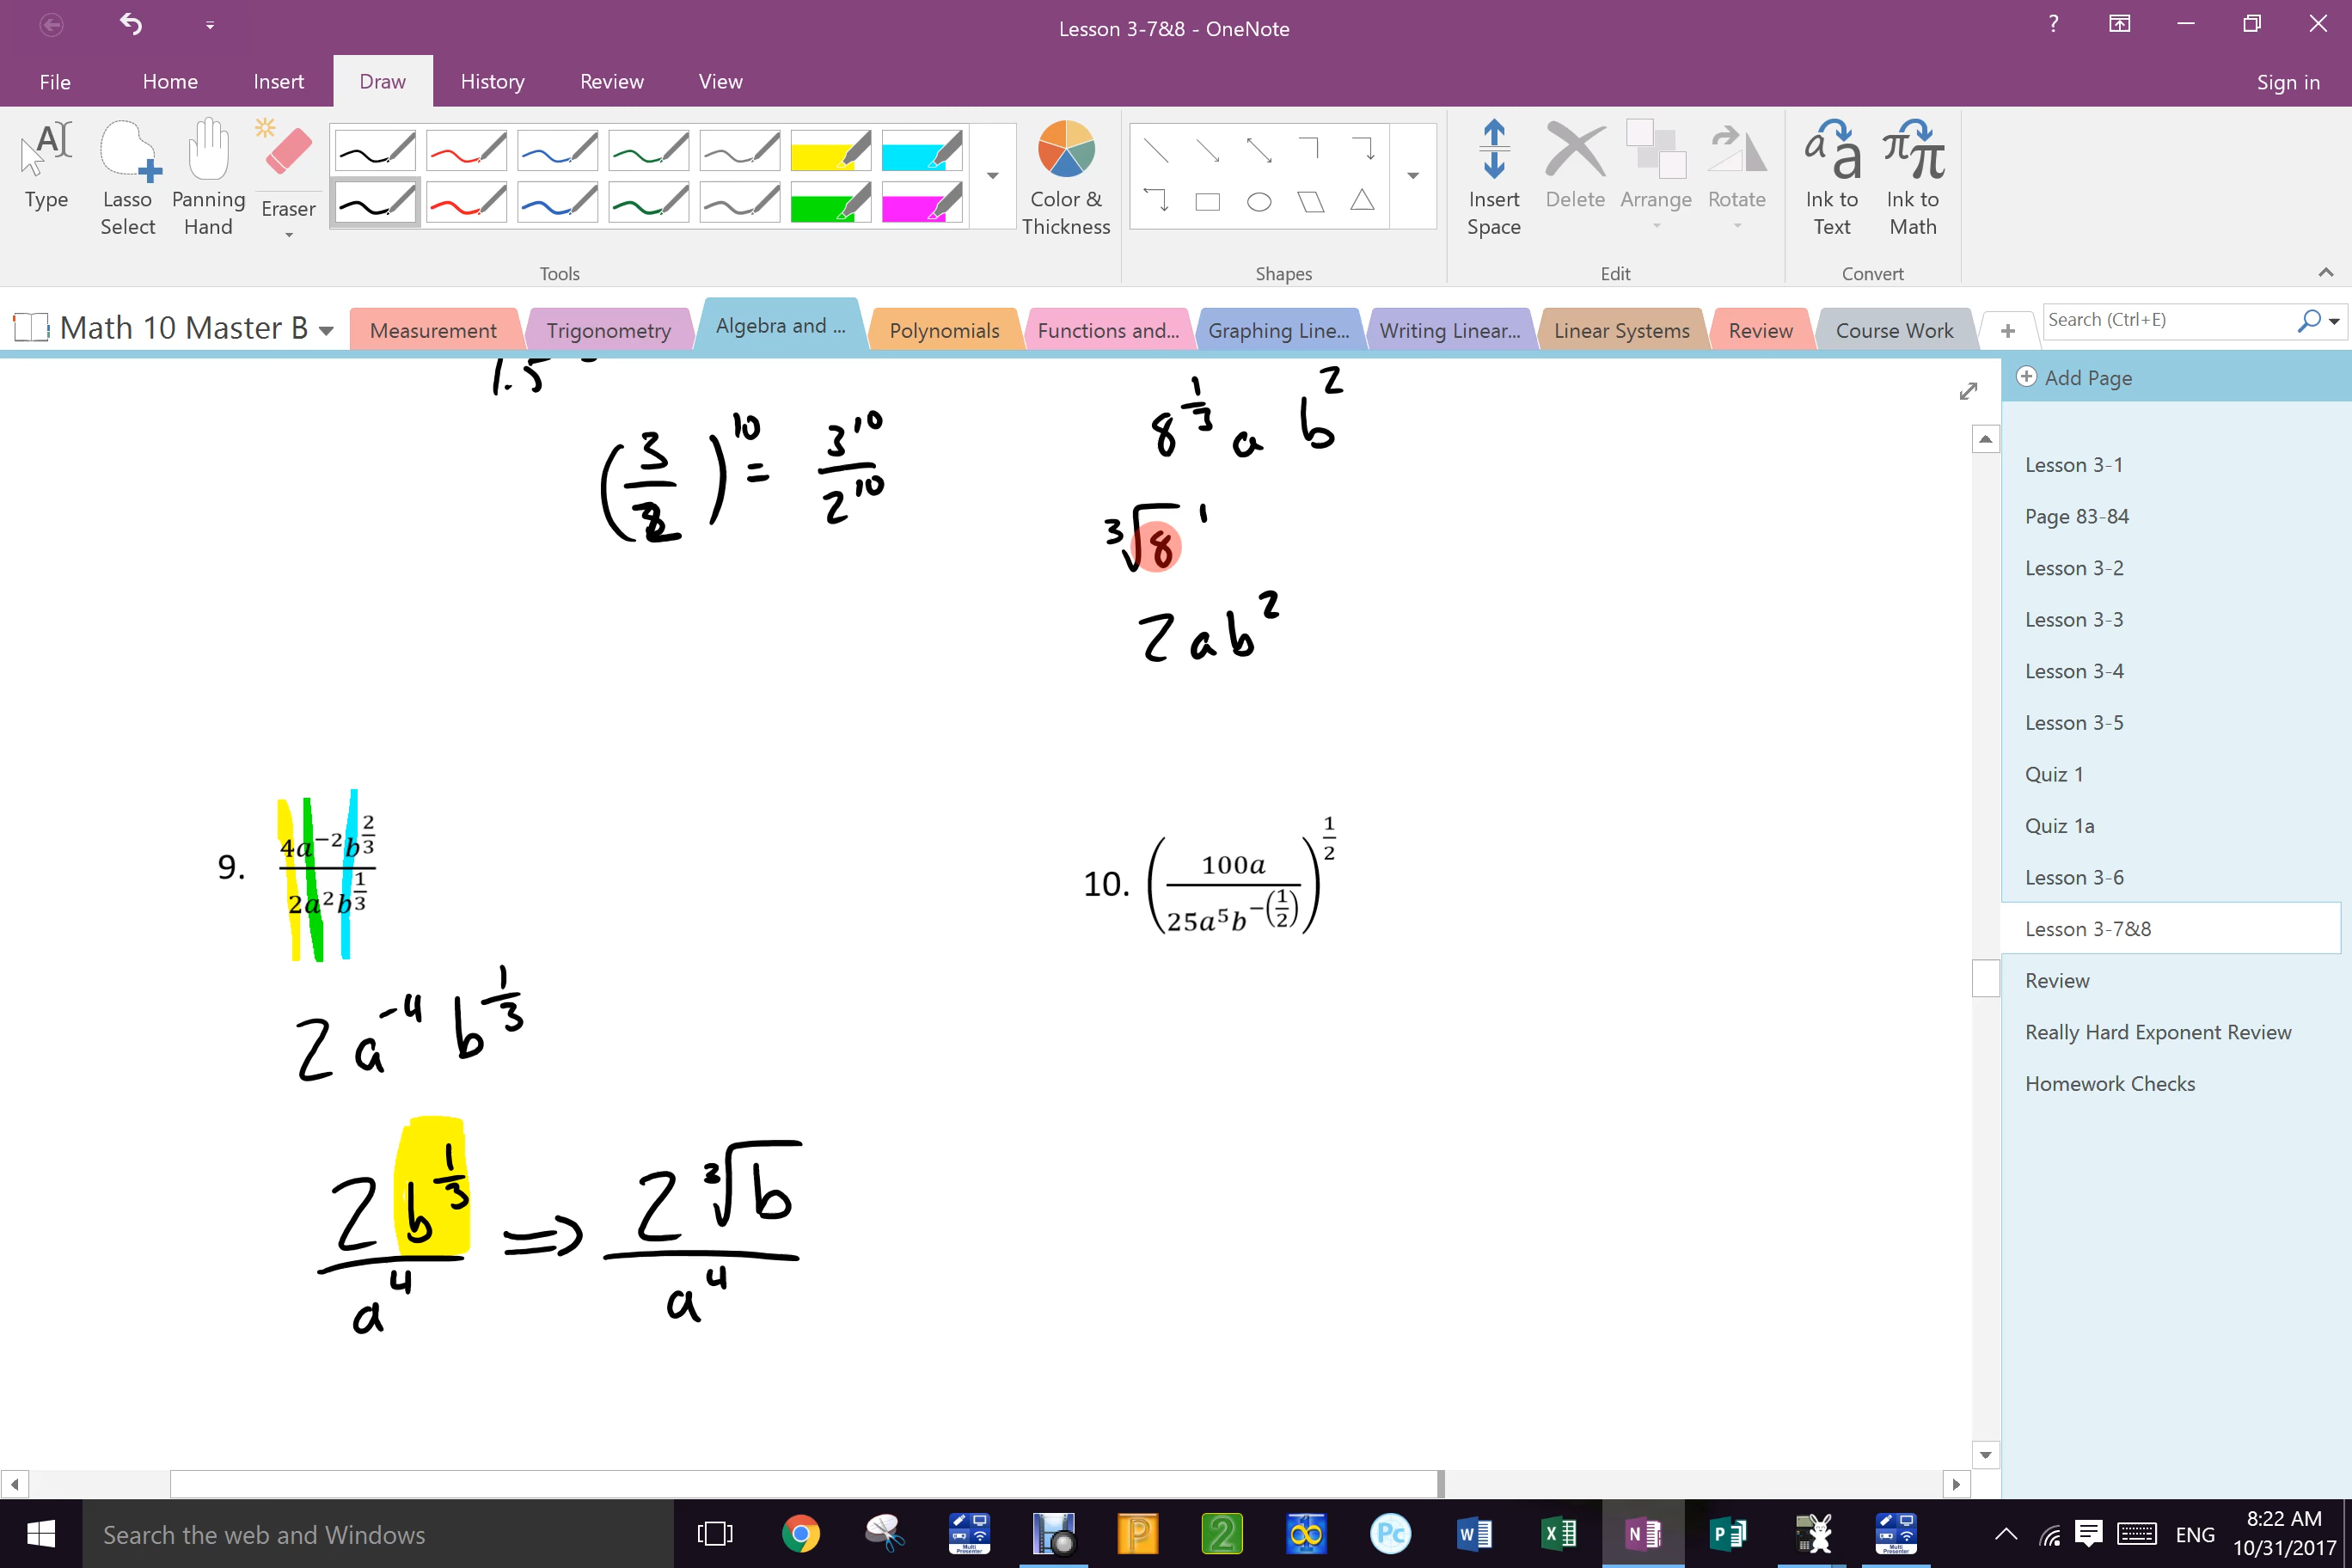 Lesson 3-7&8 - OneNote
?
File Home Insert Draw History Review View Sign in
Type
Lasso Select
Panning Hand
Eraser
Color & Thickness
Insert Space
Delete
Arrange
Rotate
Ink to Text
Ink to Math
Tools Shapes Edit Convert
Math 10 Master B
Measurement Trigonometry Algebra and ... Polynomials Functions and... Graphing Line... Writing Linear... Linear Systems Review Course Work +
Search (Ctrl+E)
1.5
(3/2)^10 = 3^10/2^10
8^(1/3) a b^2
∛8 ^1
2ab^2
9. (4a^(−2)b^(2/3))/(2a^2b^(1/3))
2a^(-4) b^(1/3)
2b^(1/3)/a^4 ⇒ 2∛b/a^4
10. (100a/(25a^5b^(−(1/2))))^(1/2)
Add Page
Lesson 3-1
Page 83-84
Lesson 3-2
Lesson 3-3
Lesson 3-4
Lesson 3-5
Quiz 1
Quiz 1a
Lesson 3-6
Lesson 3-7&8
Review
Really Hard Exponent Review
Homework Checks
Search the web and Windows
ENG
8:22 AM
10/31/2017